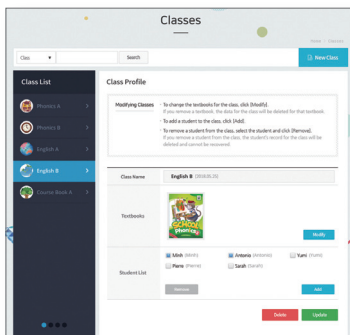 Classes
Home > Classes
Class
Search
New Class
Class List
Phonics A
Phonics B
English A
English B
Course Book A
Class Profile
Modifying Classes
- To change the textbooks for the class, click [Modify].
If you remove a textbook, the data for the class will be deleted for that textbook.
- To add a student to the class, click [Add].
- To remove a student from the class, select the student and click [Remove].
If you remove a student from the class, the student's record for the class will be deleted and cannot be recovered.
Class Name
English B (2018.09.25)
Textbooks
SCHOOL
Phonics
Modify
Student List
Minh (Minh)
Antonio (Antonio)
Yumi (Yumi)
Pierre (Pierre)
Sarah (Sarah)
Remove
Add
Delete
Update